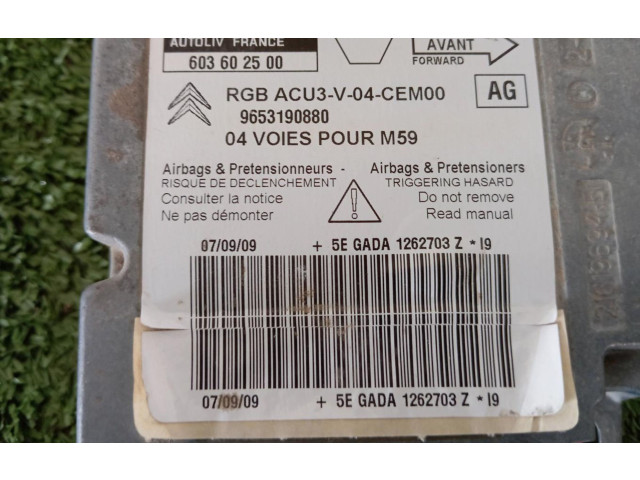 AUTOLIV FRANCE
603 60 25 00
AVANT
FORWARD
RGB ACU3-V-04-CEM00
AG
9653190880
04 VOIES POUR M59
Airbags & Pretensionneurs - Airbags & Pretensioners
RISQUE DE DECLENCHEMENT TRIGGERING HASARD
Consulter la notice Do not remove
Ne pas démonter Read manual
07/09/09 + 5E GADA 1262703 Z * I9
07/09/09 + 5E GADA 1262703 Z * I9